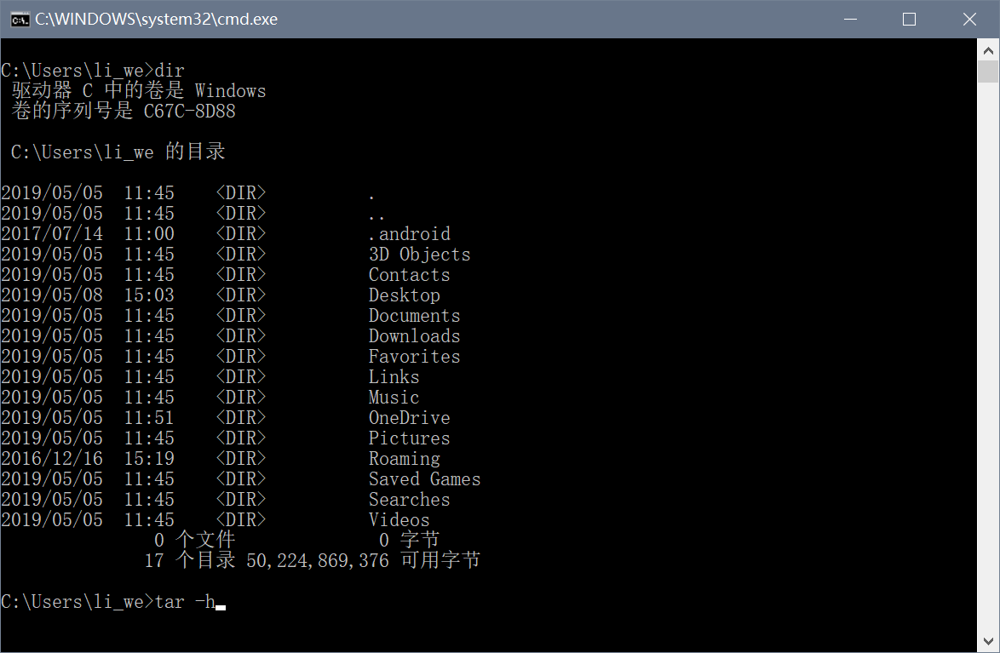 C:\WINDOWS\system32\cmd.exe
C:\Users\li_we>dir
驱动器 C 中的卷是 Windows
卷的序列号是 C67C-8D88
C:\Users\li_we 的目录
2019/05/05  11:45    <DIR>          .
2019/05/05  11:45    <DIR>          ..
2017/07/14  11:00    <DIR>          .android
2019/05/05  11:45    <DIR>          3D Objects
2019/05/05  11:45    <DIR>          Contacts
2019/05/08  15:03    <DIR>          Desktop
2019/05/05  11:45    <DIR>          Documents
2019/05/05  11:45    <DIR>          Downloads
2019/05/05  11:45    <DIR>          Favorites
2019/05/05  11:45    <DIR>          Links
2019/05/05  11:45    <DIR>          Music
2019/05/05  11:51    <DIR>          OneDrive
2019/05/05  11:45    <DIR>          Pictures
2016/12/16  15:19    <DIR>          Roaming
2019/05/05  11:45    <DIR>          Saved Games
2019/05/05  11:45    <DIR>          Searches
2019/05/05  11:45    <DIR>          Videos
0 个文件              0 字节
17 个目录 50,224,869,376 可用字节
C:\Users\li_we>tar -h